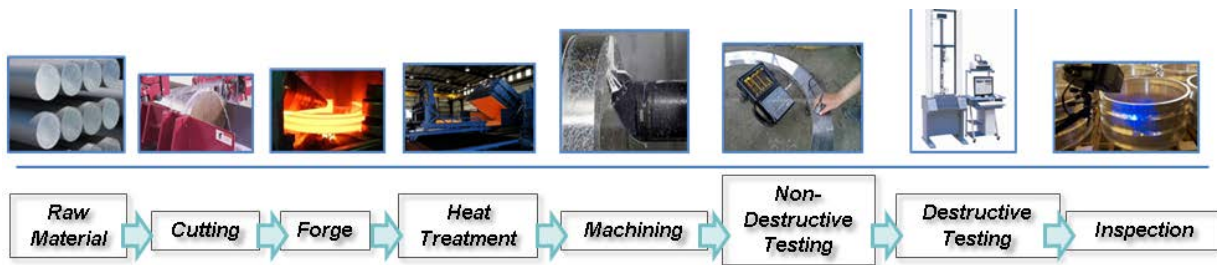 Raw
Material
Cutting
Forge
Heat
Treatment
Machining
Non-
Destructive
Testing
Destructive
Testing
Inspection